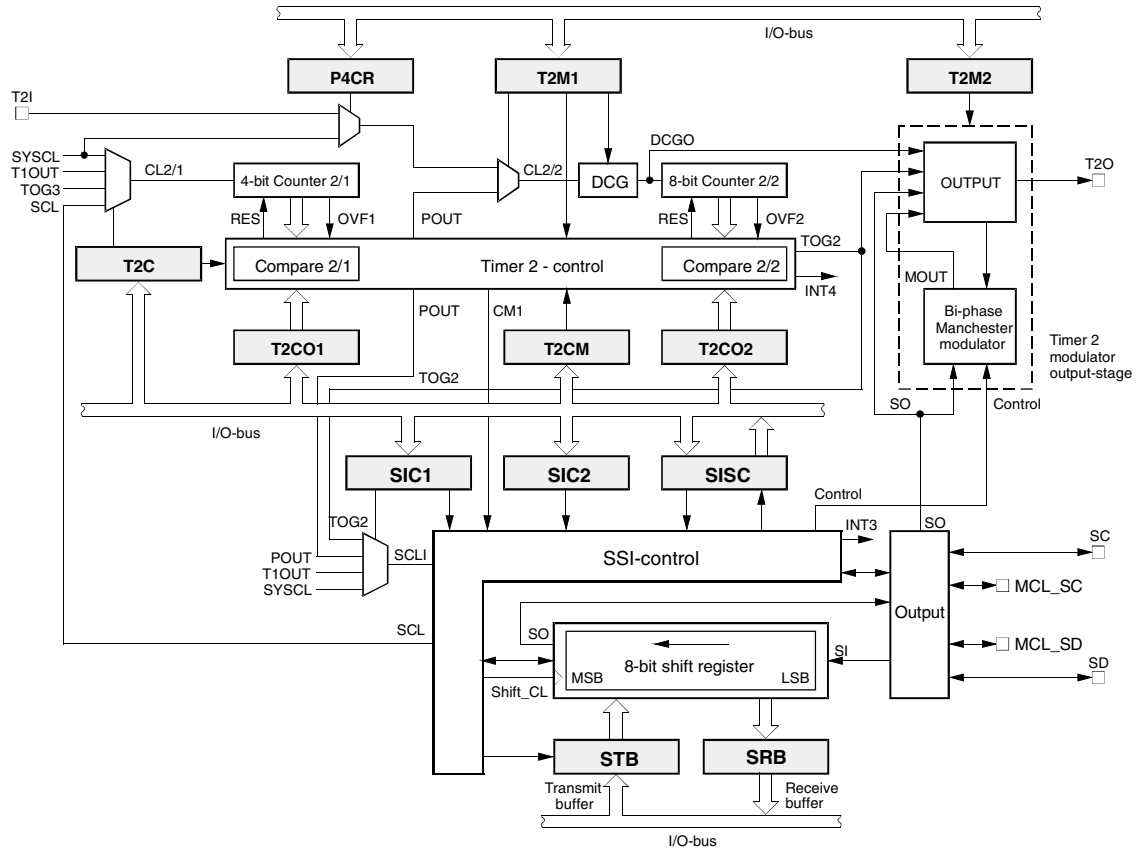 I/O-bus
P4CR
T2M1
T2M2
T2I
DCGO
T2O
SYSCL
T1OUT
TOG3
SCL
CL2/1
4-bit Counter 2/1
CL2/2
DCG
8-bit Counter 2/2
OUTPUT
RES
OVF1
POUT
RES
OVF2
TOG2
T2C
Compare 2/1
Timer 2 - control
Compare 2/2
MOUT
INT4
POUT
CM1
Bi-phase
Manchester
modulator
Timer 2
modulator
output-stage
T2CO1
T2CM
T2CO2
TOG2
SO
Control
I/O-bus
SIC1
SIC2
SISC
Control
TOG2
INT3
SO
SC
POUT
T1OUT
SYSCL
SCLI
SSI-control
MCL_SC
Output
SCL
SO
8-bit shift register
MSB
LSB
SI
MCL_SD
SD
Shift_CL
STB
SRB
Transmit
buffer
Receive
buffer
I/O-bus